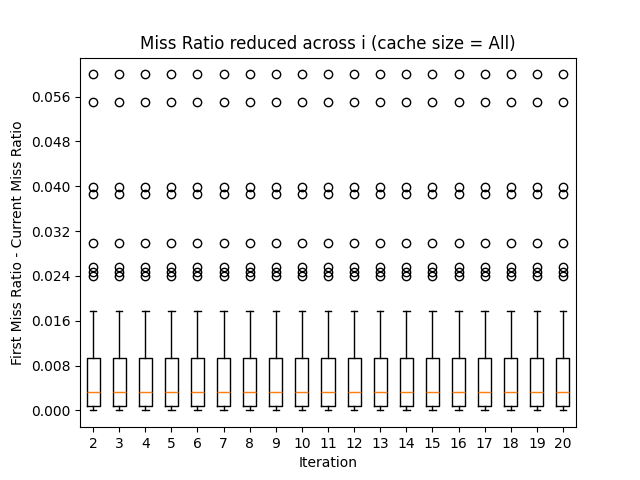 Miss Ratio reduced across i (cache size = All)
First Miss Ratio - Current Miss Ratio
0.056
0.048
0.040
0.032
0.024
0.016
0.008
0.000
2 3 4 5 6 7 8 9 10 11 12 13 14 15 16 17 18 19 20
Iteration